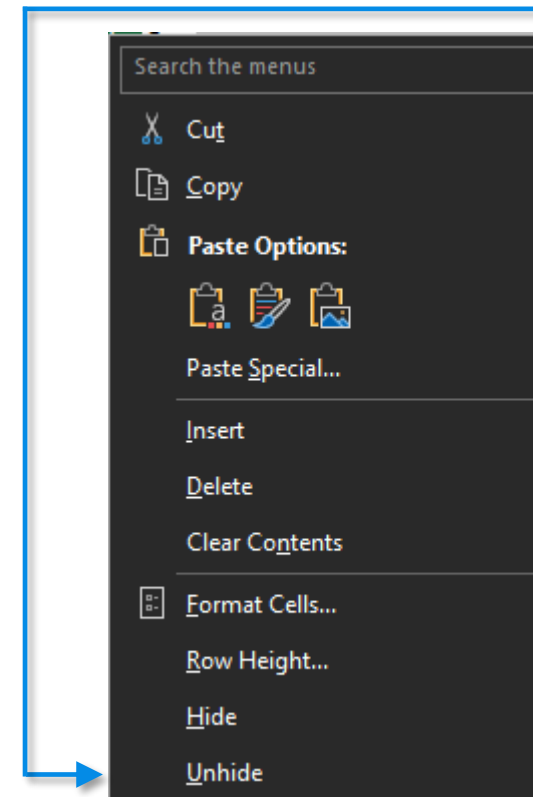 Search the menus
Cut
Copy
Paste Options:
Paste Special...
Insert
Delete
Clear Contents
Format Cells...
Row Height...
Hide
Unhide